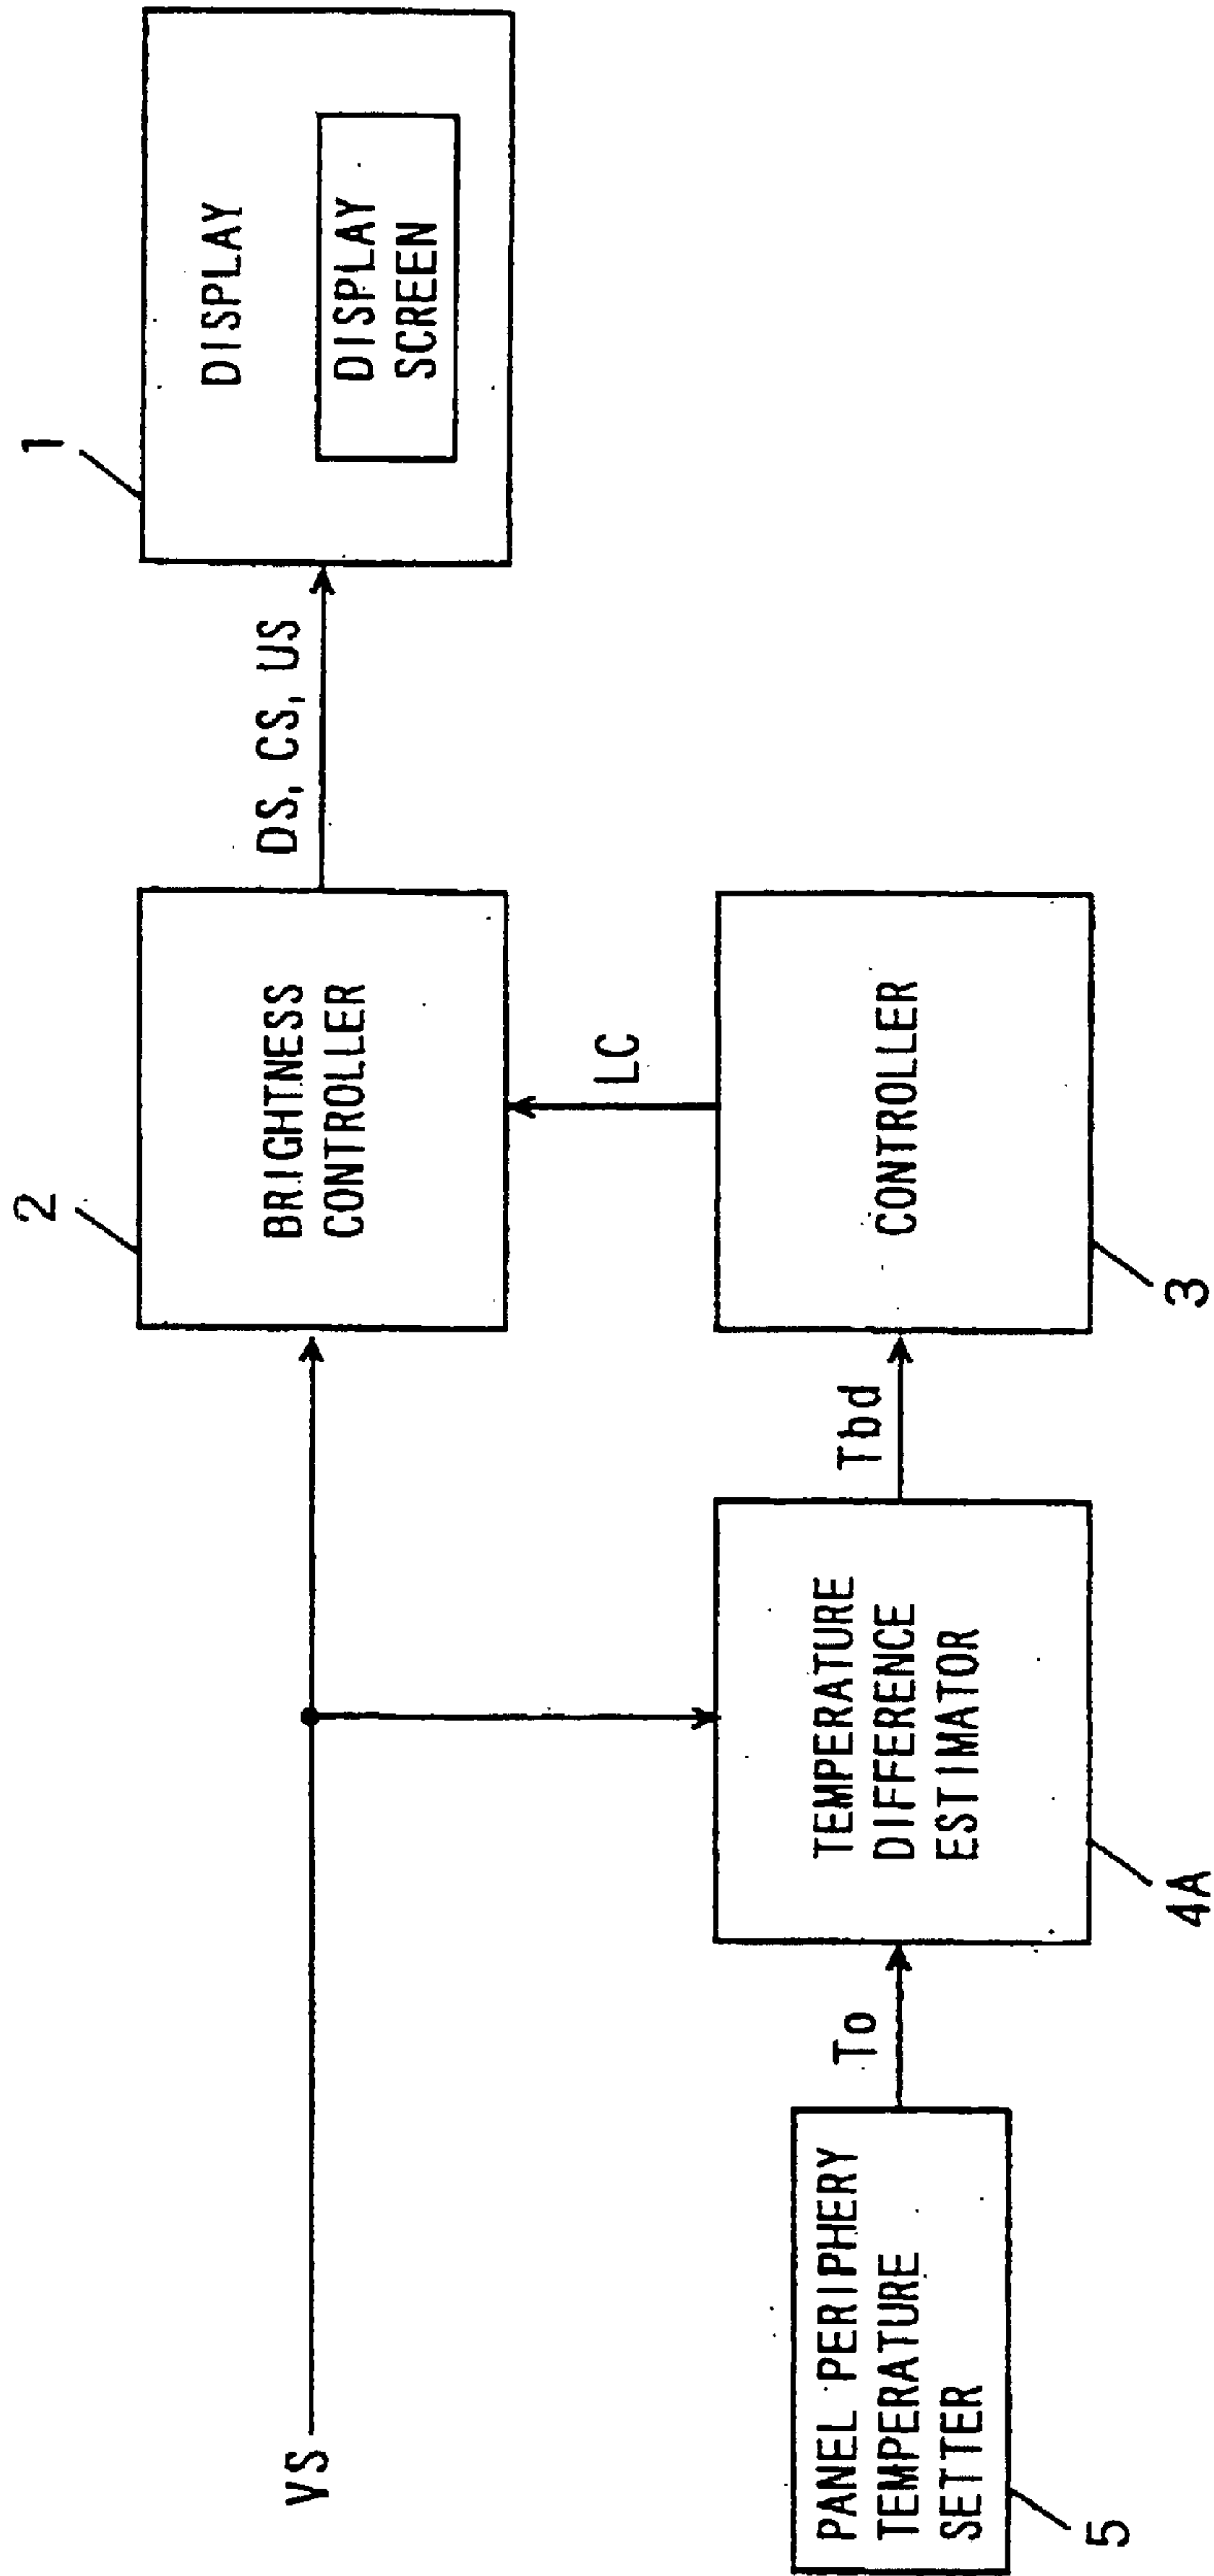 1
DISPLAY
DISPLAY
SCREEN
DS, CS, US
2
BRIGHTNESS
CONTROLLER
LC
CONTROLLER
3
Tbd
TEMPERATURE
DIFFERENCE
ESTIMATOR
4A
To
PANEL PERIPHERY
TEMPERATURE
SETTER
5
VS